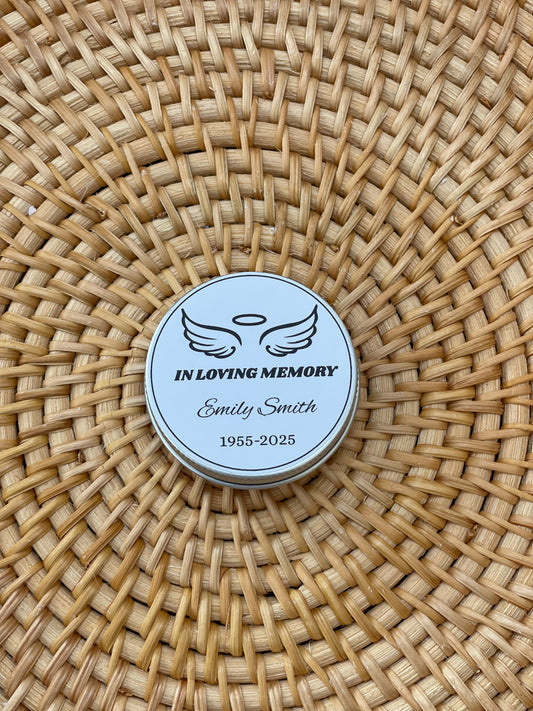 IN LOVING MEMORY
Emily Smith
1955-2025